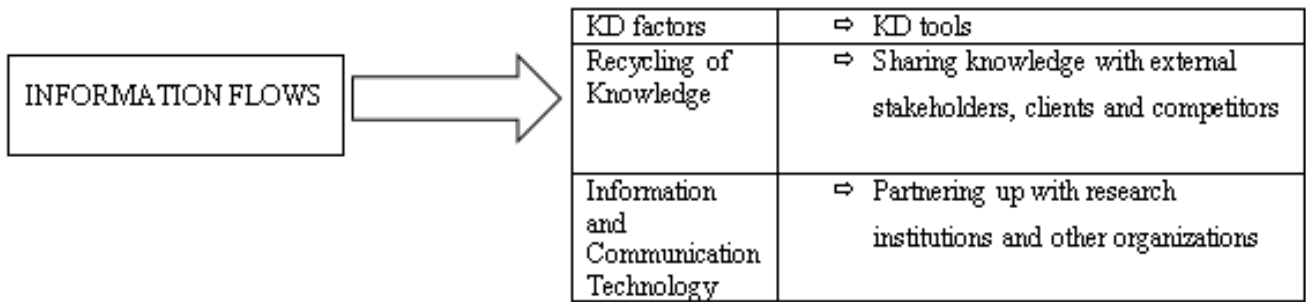 INFORMATION FLOWS
KD factors
⇨ KD tools
Recycling of
Knowledge
⇨ Sharing knowledge with external
stakeholders, clients and competitors
Information
and
Communication
Technology
⇨ Partnering up with research
institutions and other organizations